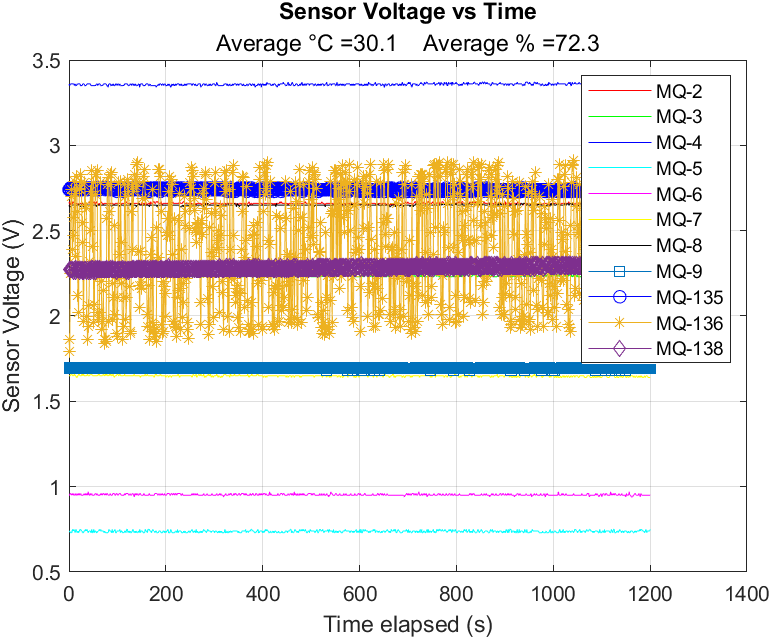 Sensor Voltage vs Time
Average °C =30.1 Average % =72.3
3.5
3
2.5
2
1.5
1
0.5
Sensor Voltage (V)
MQ-2
MQ-3
MQ-4
MQ-5
MQ-6
MQ-7
MQ-8
MQ-9
MQ-135
MQ-136
MQ-138
0 200 400 600 800 1000 1200 1400
Time elapsed (s)